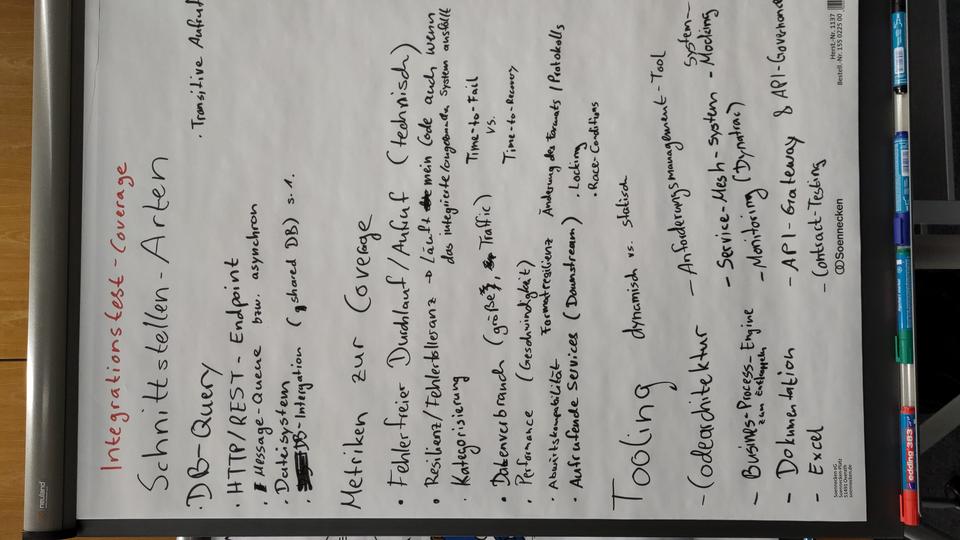 neuland
Integrationstest-Coverage
Schnittstellen-Arten
· DB-Query
· Transitive Aufruf
· HTTP/REST-Endpoint
· Message-Queue bzw. asynchron
· Dateisystem
· DB-Intergation (shared DB) s.1.
Metriken zur Coverage
· Fehlerfreier Durchlauf/Aufruf (technisch)
· Resilienz/Fehlertolleranz → Läuft mein Code auch wenn
das integrierte/angebundene System ausfällt
· Kategorisierung
Time-to-Fail
vs.
Time-to-Recovery
· Datenverbrauch (größe, Traffic)
· Performance (Geschwindigkeit)
· Abwärtskompabilität Formatresilienz Änderung des Formats / Protokolls
· Aufrufende Services (Downstream)
· Locking
· Race-Conditions
Tooling dynamisch vs. statisch
- Codearchitektur
- Busines-Process-Engine
zum Entkoppeln
- Dokumentation
- Excel
- Anforderungsmanagement-Tool
- Service-Mesh-System
- System-
Mocking
- Monitoring (Dynatrac)
- API-Gateway & API-Governance
- Contract-Testing
Soennecken eG
Soennecken-Platz
51491 Overath
soennecken.de
Soennecken
Herst.-Nr. 1137
Bestell.-Nr. 155 0225 00
edding 383